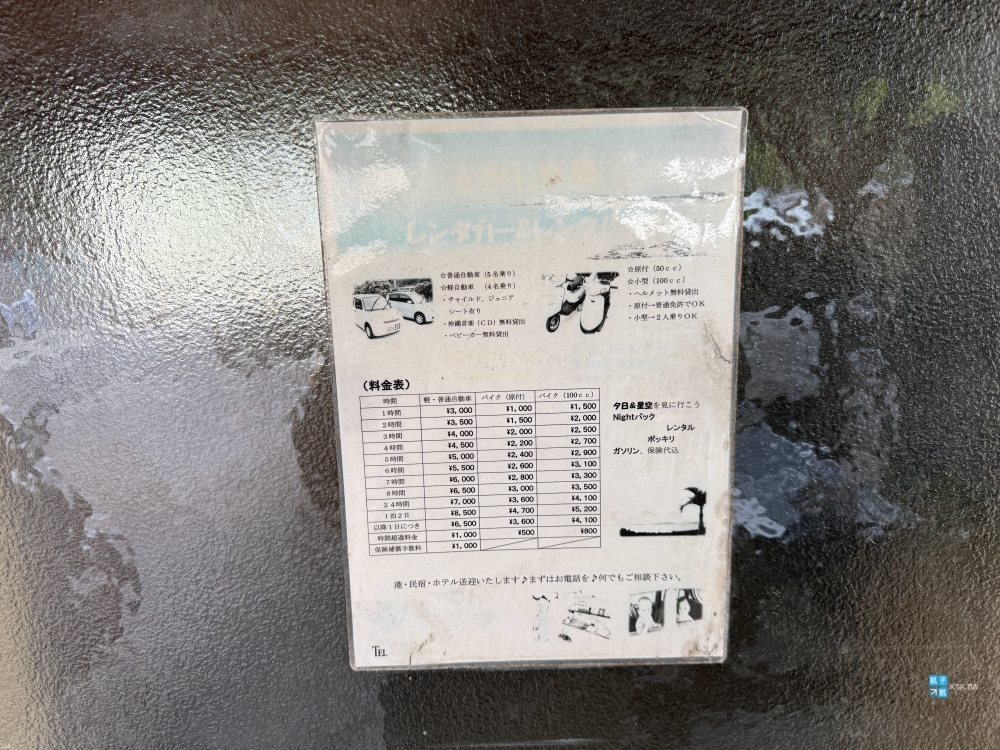 レンタカー&レンタ
☆普通自動車(5名乗り)
☆軽自動車 (4名乗り)
・チャイルド、ジュニア
シート有り
・沖縄音楽(CD)無料貸出
・ベビーカー無料貸出
☆原付(50cc)
☆小型(100cc)
・ヘルメット無料貸出
・原付→普通免許でOK
・小型→2人乗りOK
(料金表)
時間 軽・普通自動車 バイク(原付) バイク(100cc)
1時間 ¥3,000 ¥1,000 ¥1,500
2時間 ¥3,500 ¥1,500 ¥2,000
3時間 ¥4,000 ¥2,000 ¥2,500
4時間 ¥4,500 ¥2,200 ¥2,700
5時間 ¥5,000 ¥2,400 ¥2,900
6時間 ¥5,500 ¥2,600 ¥3,100
7時間 ¥6,000 ¥2,800 ¥3,300
8時間 ¥6,500 ¥3,000 ¥3,500
24時間 ¥7,000 ¥3,600 ¥4,100
1泊2日 ¥8,500 ¥4,700 ¥5,200
以降1日につき ¥6,500 ¥3,600 ¥4,100
時間超過料金 ¥1,000 ¥500 ¥800
保険補償手数料 ¥1,000
夕日&星空を見に行こう
Nightパック
レンタル
ポッキリ
ガソリン、保険代込
港・民宿・ホテル送迎いたします♪まずはお電話を♪何でもご相談下さい。
TEL
凱子凱 KSK.TW